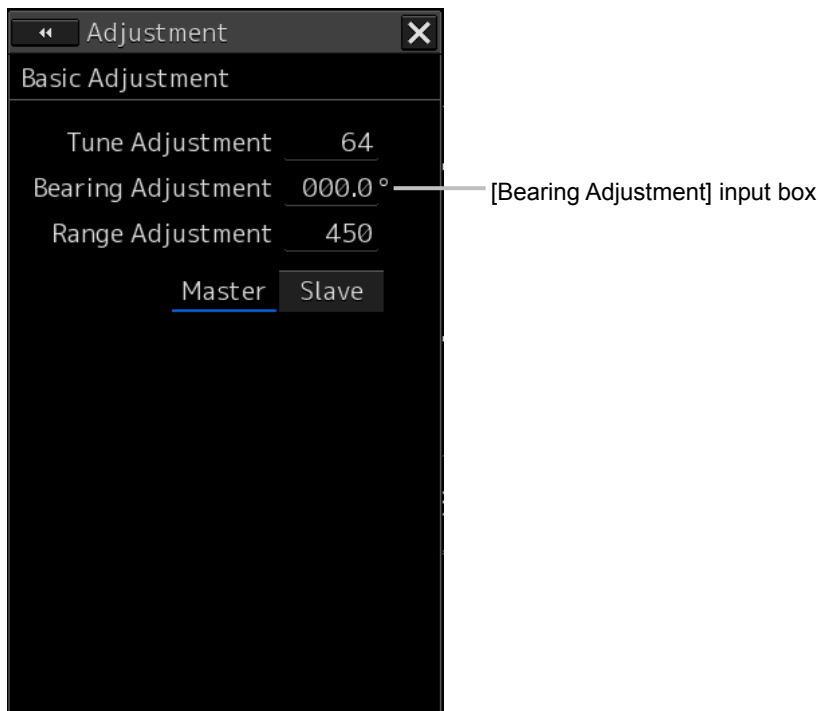 Adjustment
Basic Adjustment
Tune Adjustment 64
Bearing Adjustment 000.0°
[Bearing Adjustment] input box
Range Adjustment 450
Master Slave